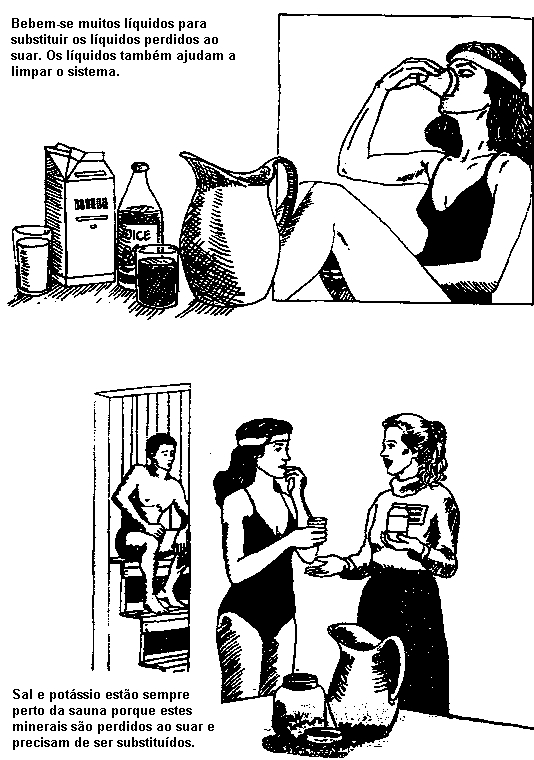 Bebem-se muitos líquidos para
substituir os líquidos perdidos ao
suar. Os líquidos também ajudam a
limpar o sistema.
Sal e potássio estão sempre
perto da sauna porque estes
minerais são perdidos ao suar e
precisam de ser substituídos.